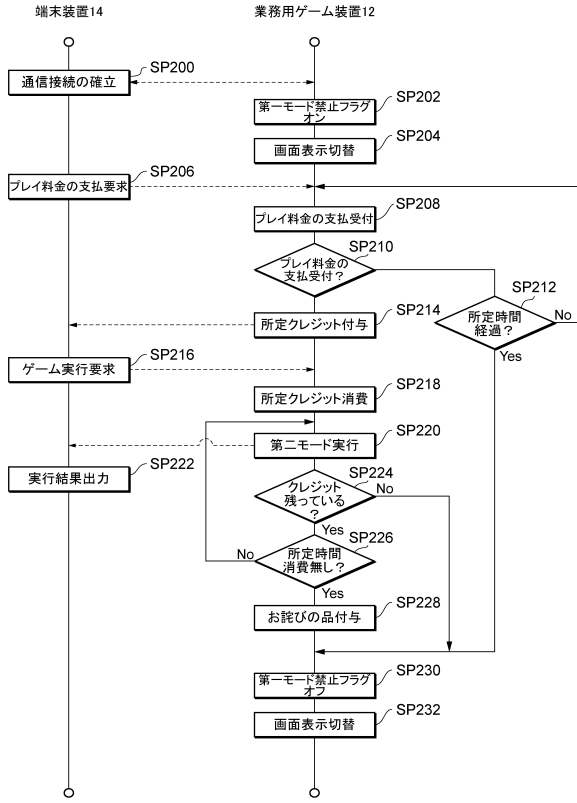 端末装置14
業務用ゲーム装置12
通信接続の確立
SP200
第一モード禁止フラグ
オン
SP202
画面表示切替
SP204
プレイ料金の支払要求
SP206
プレイ料金の支払受付
SP208
プレイ料金の
支払受付？
SP210
所定時間
経過？
SP212
No
Yes
所定クレジット付与
SP214
ゲーム実行要求
SP216
所定クレジット消費
SP218
第二モード実行
SP220
実行結果出力
SP222
クレジット
残っている
？
SP224
No
Yes
所定時間
消費無し？
SP226
No
Yes
お詫びの品付与
SP228
第一モード禁止フラグ
オフ
SP230
画面表示切替
SP232